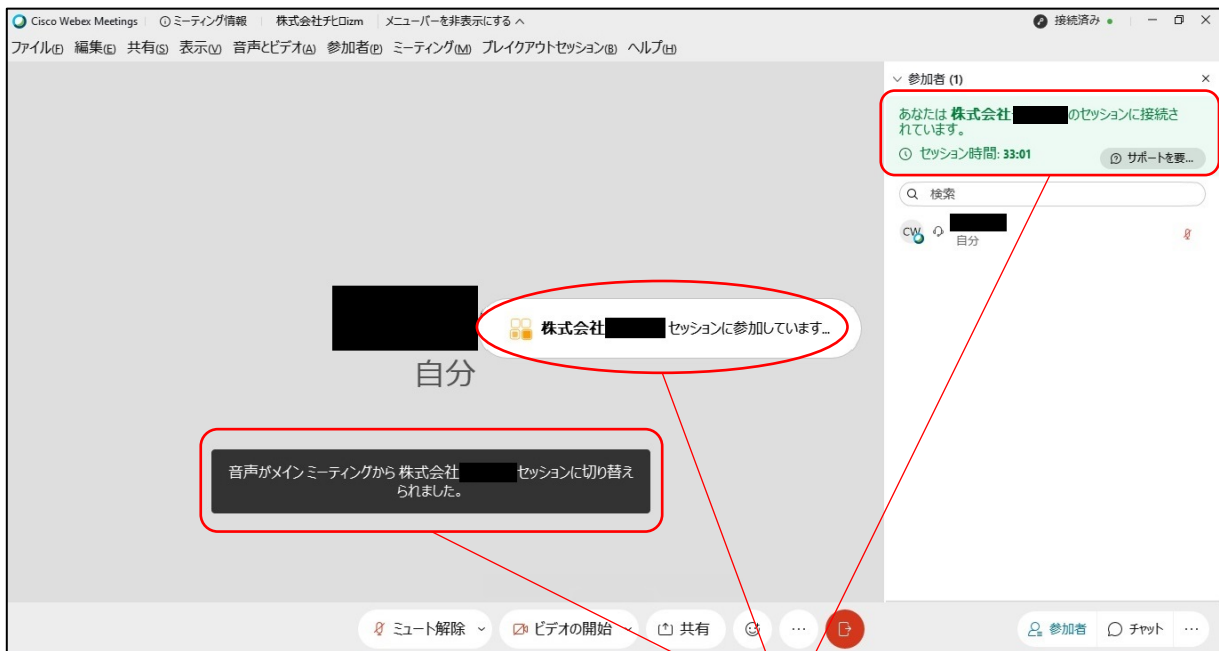 Cisco Webex Meetings ミーティング情報 株式会社チヒロizm メニューバーを非表示にする 接続済み
ファイル(F) 編集(E) 共有(S) 表示(V) 音声とビデオ(A) 参加者(P) ミーティング(M) ブレイクアウトセッション(B) ヘルプ(H)
参加者 (1)
あなたは 株式会社 のセッションに接続さ
れています。
セッション時間: 33:01
サポートを要...
検索
CW
自分
株式会社 セッションに参加しています...
自分
音声がメイン ミーティングから 株式会社 セッションに切り替え
られました。
ミュート解除 ビデオの開始 共有 ... 参加者 チャット ...